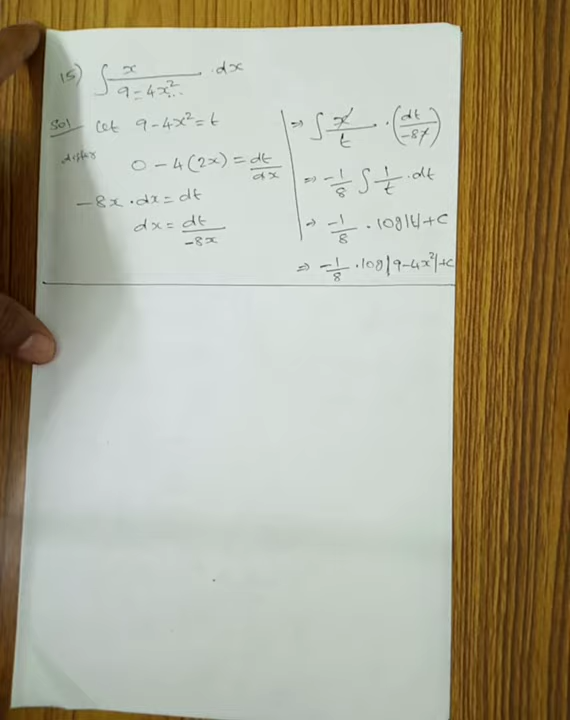 15) ∫ x / 9 - 4x² . dx
Sol Let 9-4x² = t
differ 0 - 4(2x) = dt/dx
-8x . dx = dt
dx = dt / -8x
⇒ ∫ x / t . (dt / -8x)
⇒ -1/8 ∫ 1/t . dt
⇒ -1/8 . log|t| + c
⇒ -1/8 . log|9-4x²| + c